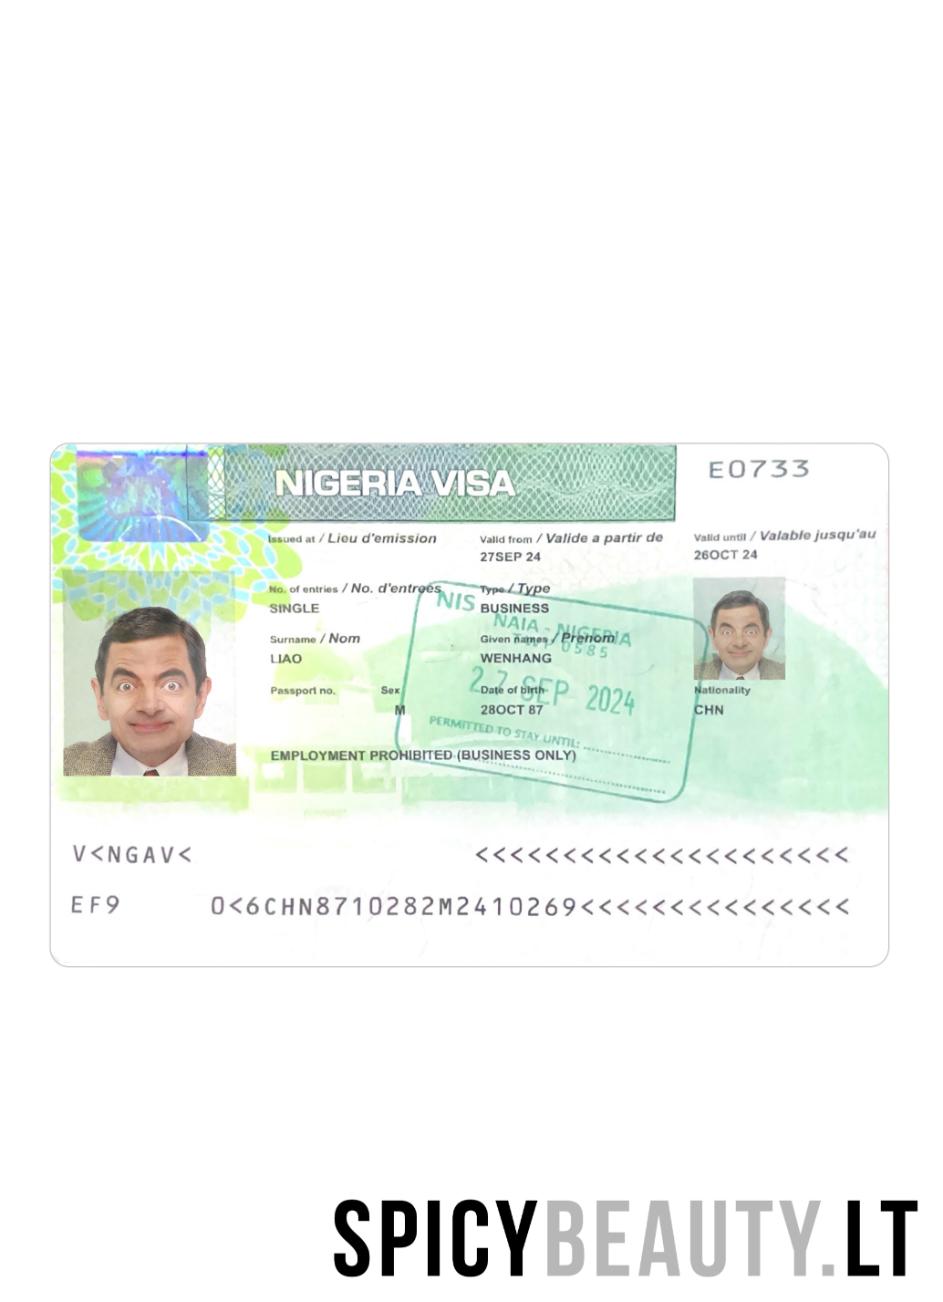 NIGERIA VISA
E0733
Issued at / Lieu d'emission
Valid from / Valide a partir de
27SEP 24
Valid until / Valable jusqu'au
26OCT 24
No. of entries / No. d'entrees
SINGLE
Type / Type
BUSINESS
Surname / Nom
LIAO
Given names / Prenom
WENHANG
Passport no.
Sex
M
Date of birth
28OCT 87
Nationality
CHN
EMPLOYMENT PROHIBITED (BUSINESS ONLY)
NIS
NAIA - NIGERIA
0585
27 SEP 2024
PERMITTED TO STAY UNTIL:
V<NGAV< <<<<<<<<<<<<<<<<<<<<<
EF9 0<6CHN8710282M2410269<<<<<<<<<<<<<<<
SPICYBEAUTY.LT